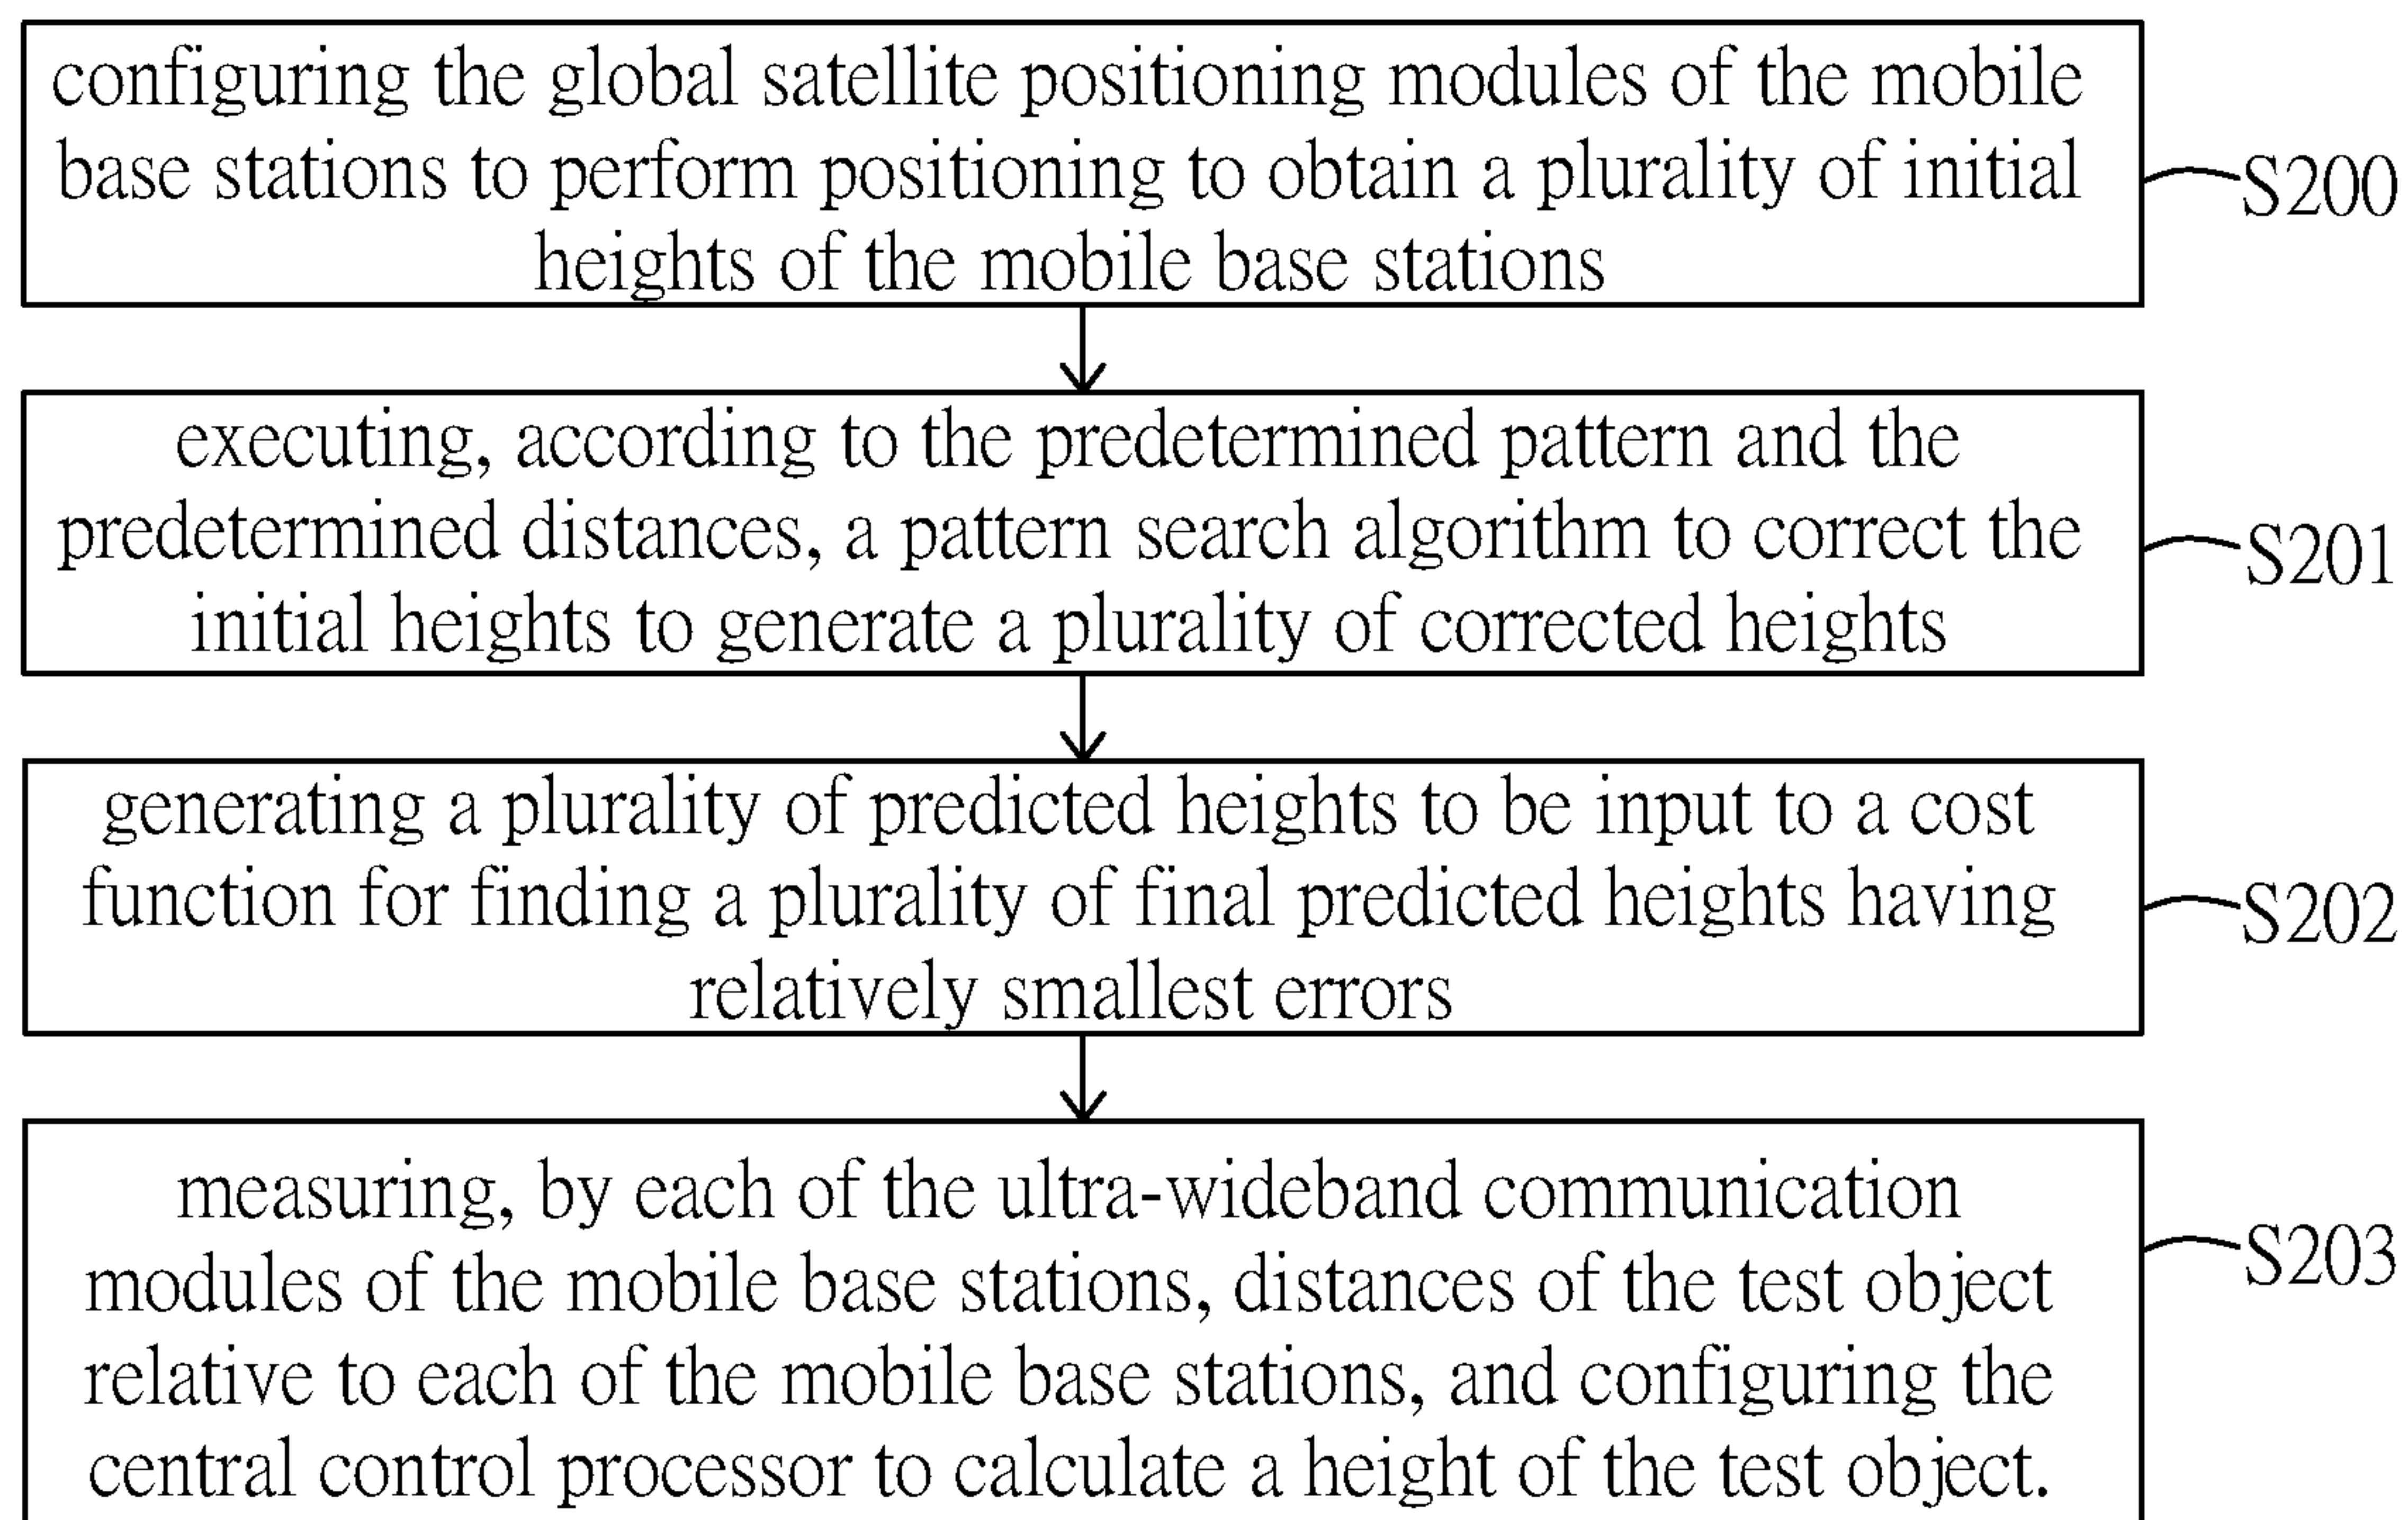 configuring the global satellite positioning modules of the mobile
base stations to perform positioning to obtain a plurality of initial
heights of the mobile base stations
S200
executing, according to the predetermined pattern and the
predetermined distances, a pattern search algorithm to correct the
initial heights to generate a plurality of corrected heights
S201
generating a plurality of predicted heights to be input to a cost
function for finding a plurality of final predicted heights having
relatively smallest errors
S202
measuring, by each of the ultra-wideband communication
modules of the mobile base stations, distances of the test object
relative to each of the mobile base stations, and configuring the
central control processor to calculate a height of the test object.
S203